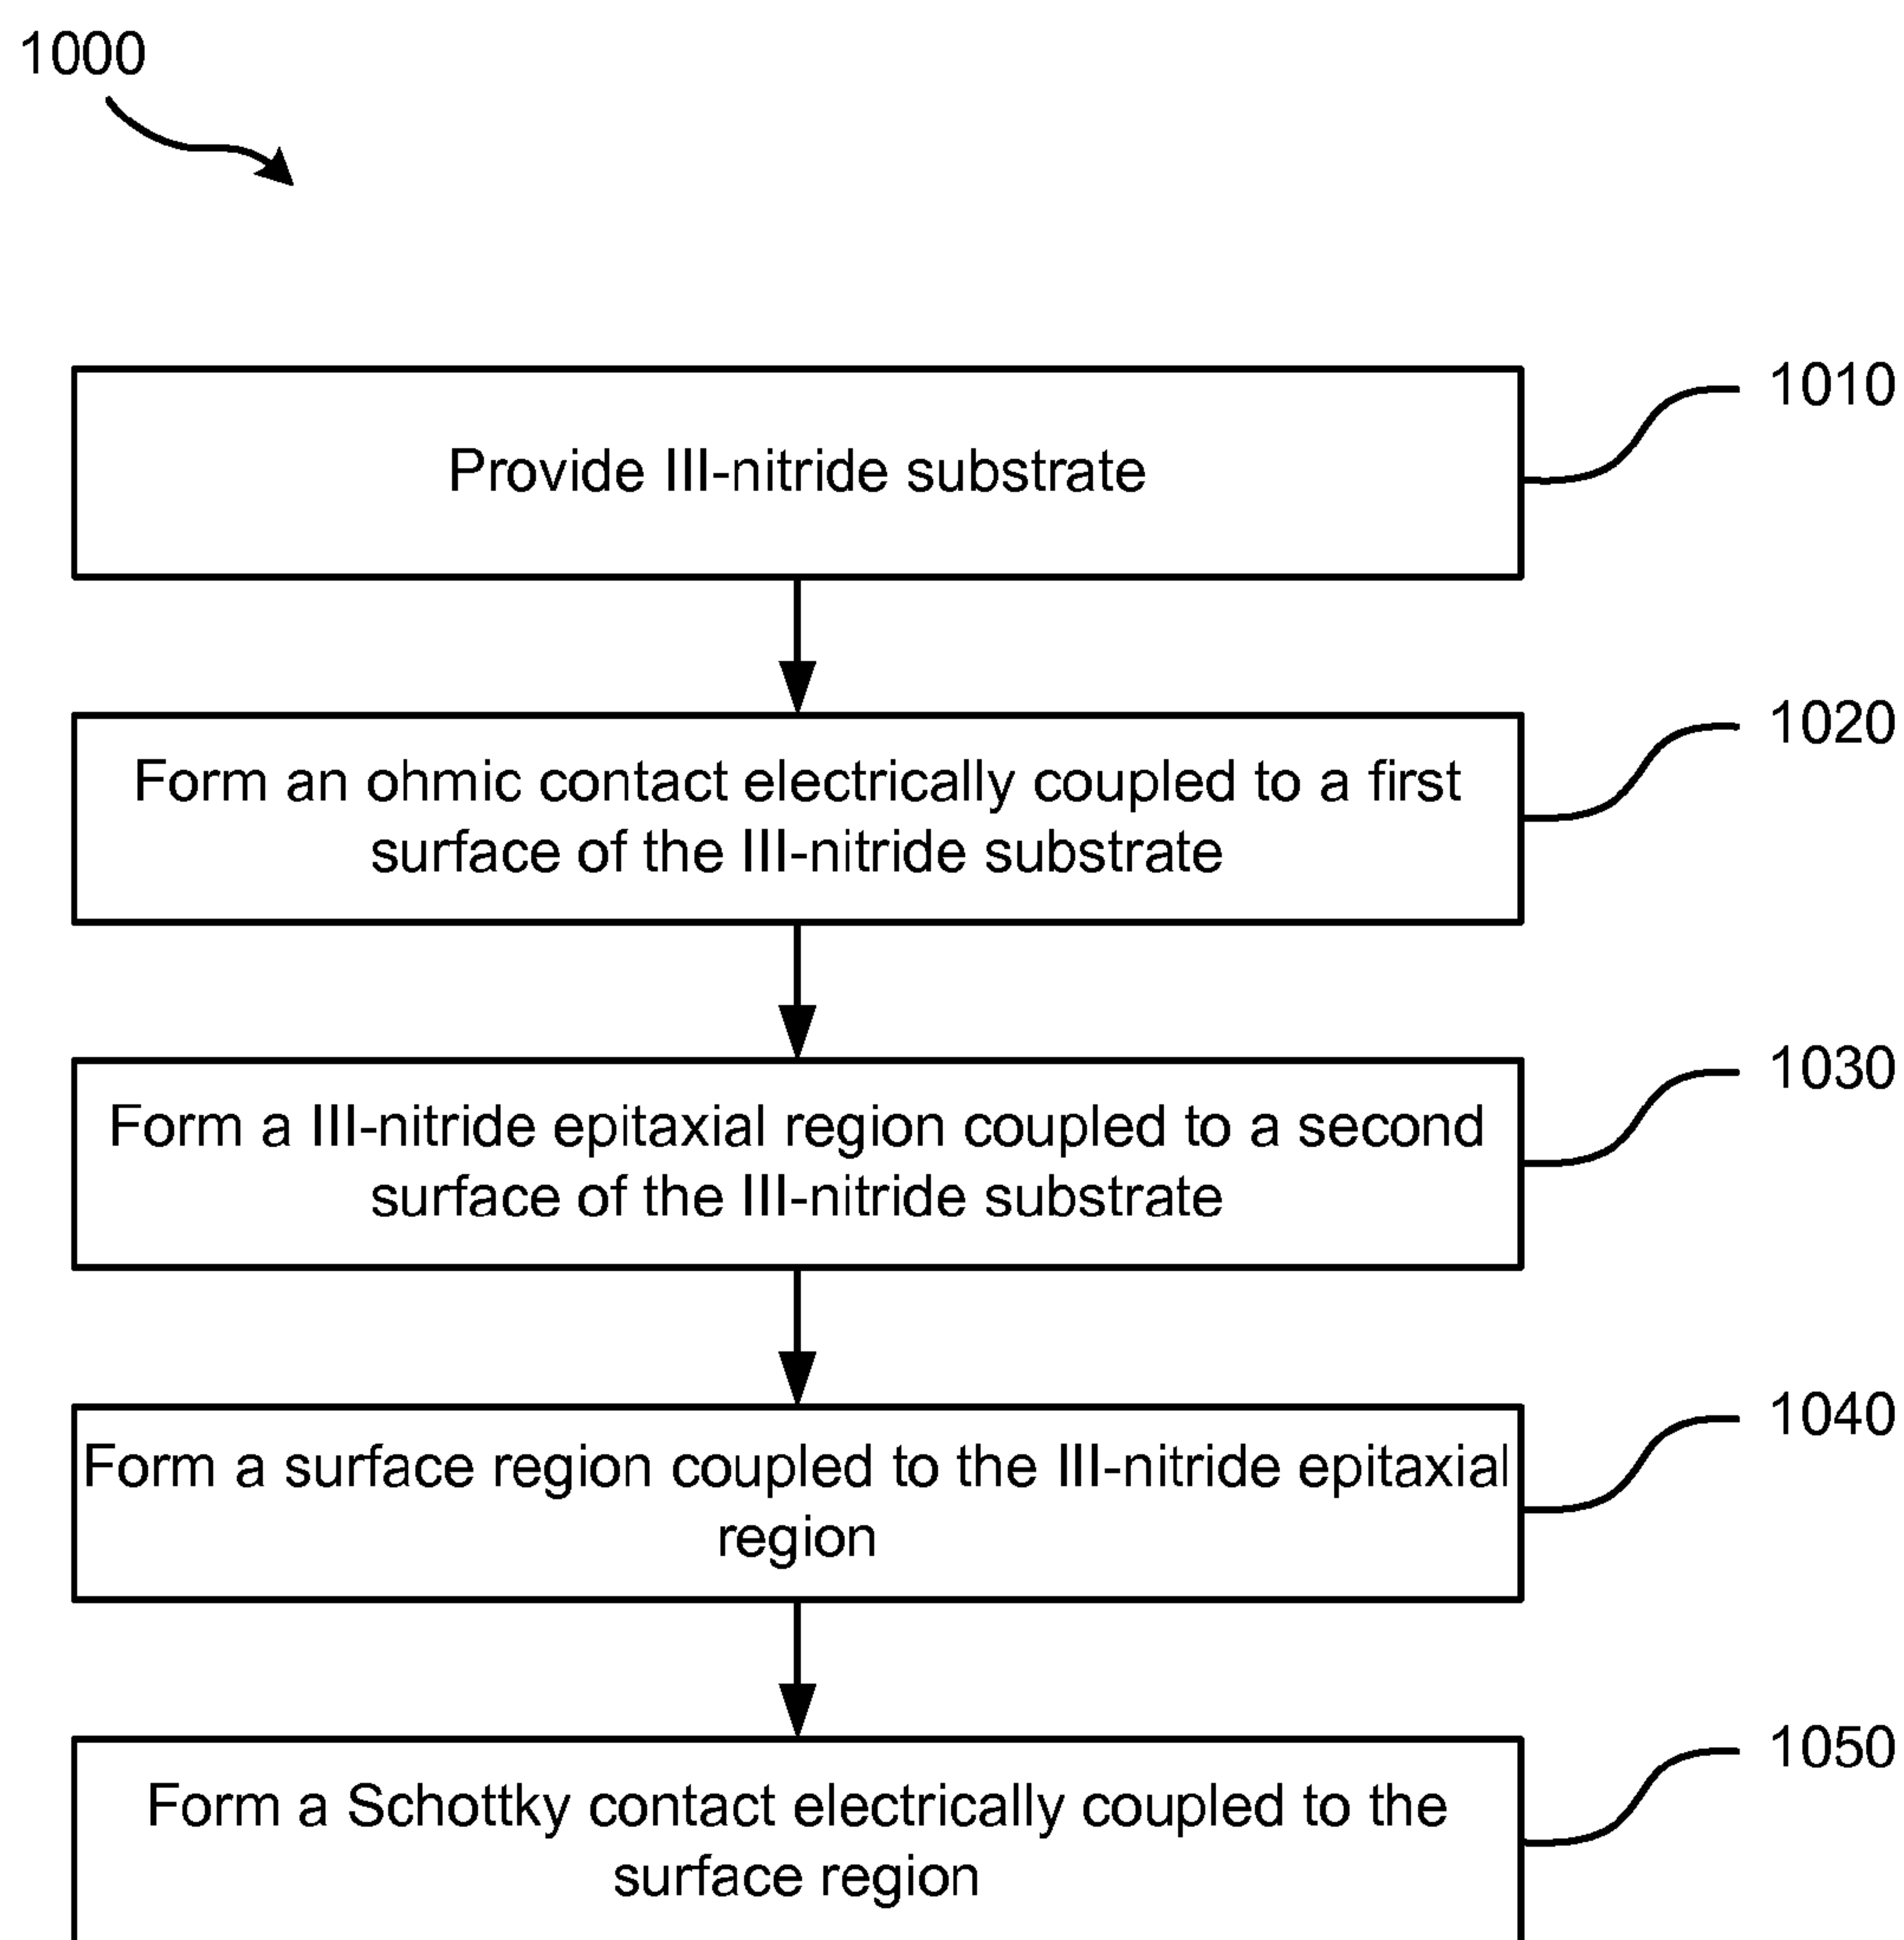 1000
Provide III-nitride substrate
1010
Form an ohmic contact electrically coupled to a first
surface of the III-nitride substrate
1020
Form a III-nitride epitaxial region coupled to a second
surface of the III-nitride substrate
1030
Form a surface region coupled to the III-nitride epitaxial
region
1040
Form a Schottky contact electrically coupled to the
surface region
1050